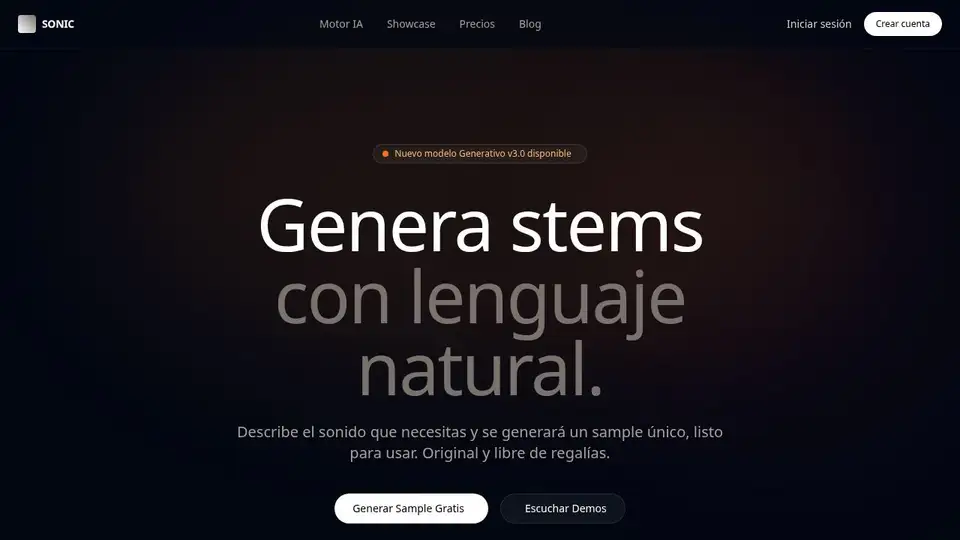 SONIC
Motor IA
Showcase
Precios
Blog
Iniciar sesión
Crear cuenta
Nuevo modelo Generativo v3.0 disponible
Genera stems
con lenguaje
natural.
Describe el sonido que necesitas y se generará un sample único, listo
para usar. Original y libre de regalías.
Generar Sample Gratis
Escuchar Demos